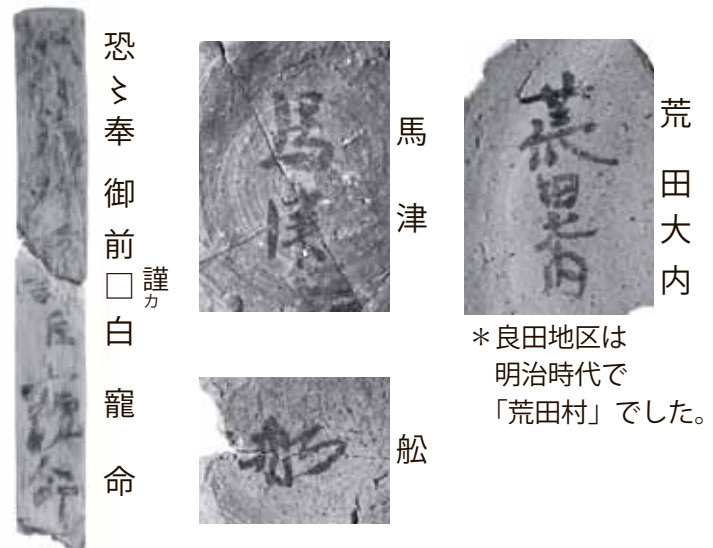 恐〻奉御前□白寵命
謹カ
馬津
舩
荒田大内
＊良田地区は
明治時代で
「荒田村」でした。